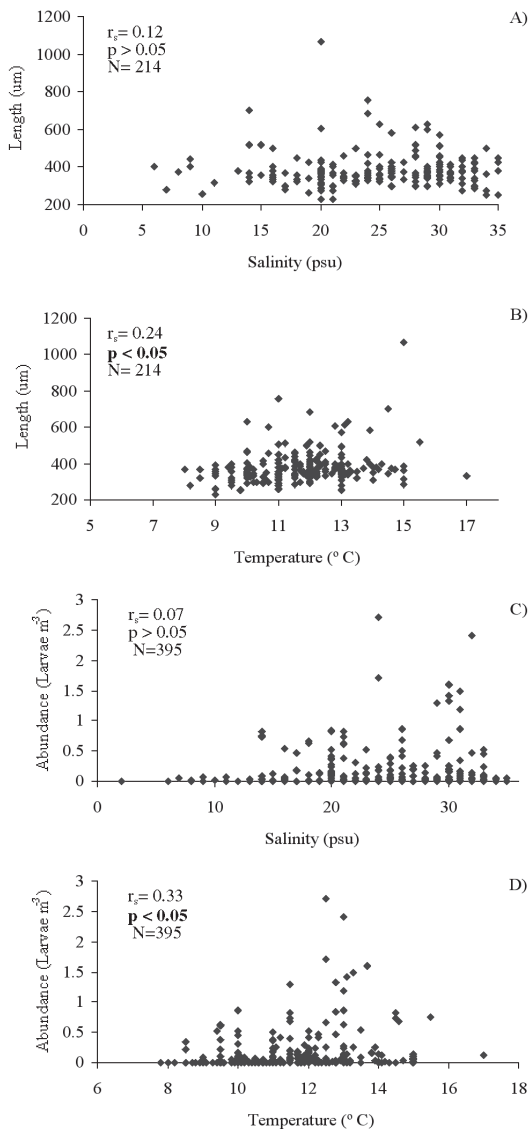 A)
rs= 0.12
p > 0.05
N= 214
Length (um)
1200
1000
800
600
400
200
0 5 10 15 20 25 30 35
Salinity (psu)
B)
rs= 0.24
p < 0.05
N= 214
Length (um)
1200
1000
800
600
400
200
5 7 9 11 13 15 17
Temperature (º C)
C)
rs= 0.07
p > 0.05
N=395
Abundance (Larvae m³)
3
2.5
2
1.5
1
0.5
0
0 10 20 30
Salinity (psu)
D)
rs= 0.33
p < 0.05
N=395
Abundance (Larvae m³)
3
2.5
2
1.5
1
0.5
0
6 8 10 12 14 16 18
Temperature (º C)